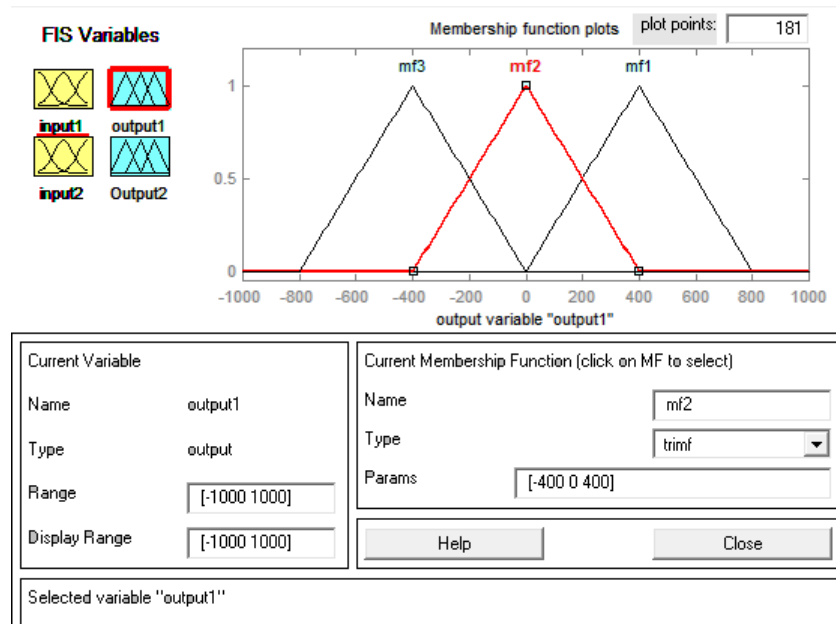 FIS Variables
Membership function plots
plot points:
181
mf3
mf2
mf1
1
0.5
0
-1000
-800
-600
-400
-200
0
200
400
600
800
1000
output variable "output1"
input1
output1
input2
Output2
Current Variable
Name
output1
Type
output
Range
[-1000 1000]
Display Range
[-1000 1000]
Current Membership Function (click on MF to select)
Name
mf2
Type
trimf
Params
[-400 0 400]
Help
Close
Selected variable "output1"